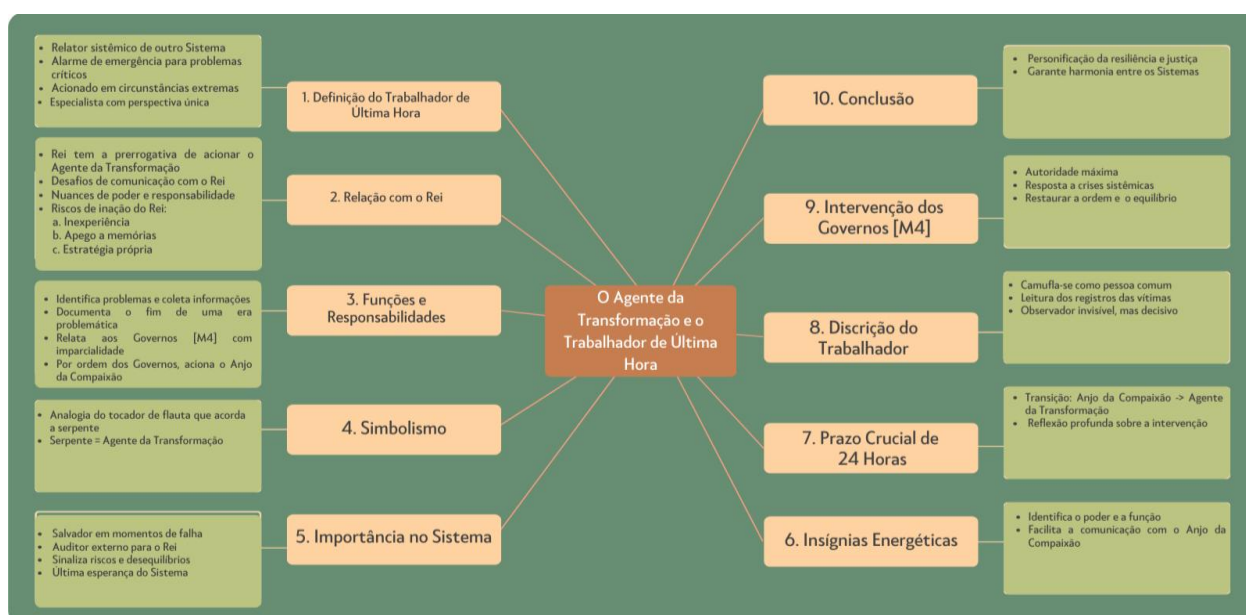 • Relator sistêmico de outro Sistema
• Alarme de emergência para problemas
críticos
• Acionado em circunstâncias extremas
• Especialista com perspectiva única
1. Definição do Trabalhador de
Última Hora
• Rei tem a prerrogativa de acionar o
Agente da Transformação
• Desafios de comunicação com o Rei
• Nuances de poder e responsabilidade
• Riscos de inação do Rei:
a. Inexperiência
b. Apego a memórias
c. Estratégia própria
2. Relação com o Rei
• Identifica problemas e coleta informações
• Documenta o fim de uma era
problemática
• Relata aos Governos [M4] com
imparcialidade
• Por ordem dos Governos, aciona o Anjo
da Compaixão
3. Funções e
Responsabilidades
• Analogia do tocador de flauta que acorda
a serpente
• Serpente = Agente da Transformação
4. Simbolismo
• Salvador em momentos de falha
• Auditor externo para o Rei
• Sinaliza riscos e desequilíbrios
• Última esperança do Sistema
5. Importância no Sistema
O Agente da
Transformação e o
Trabalhador de Última
Hora
10. Conclusão
• Personificação da resiliência e justiça
• Garante harmonia entre os Sistemas
9. Intervenção dos
Governos [M4]
• Autoridade máxima
• Resposta a crises sistêmicas
• Restaurar a ordem e o equilíbrio
8. Discrição do
Trabalhador
• Camufla-se como pessoa comum
• Leitura dos registros das vítimas
• Observador invisível, mas decisivo
7. Prazo Crucial de
24 Horas
• Transição: Anjo da Compaixão -> Agente
da Transformação
• Reflexão profunda sobre a intervenção
6. Insígnias Energéticas
• Identifica o poder e a função
• Facilita a comunicação com o Anjo da
Compaixão